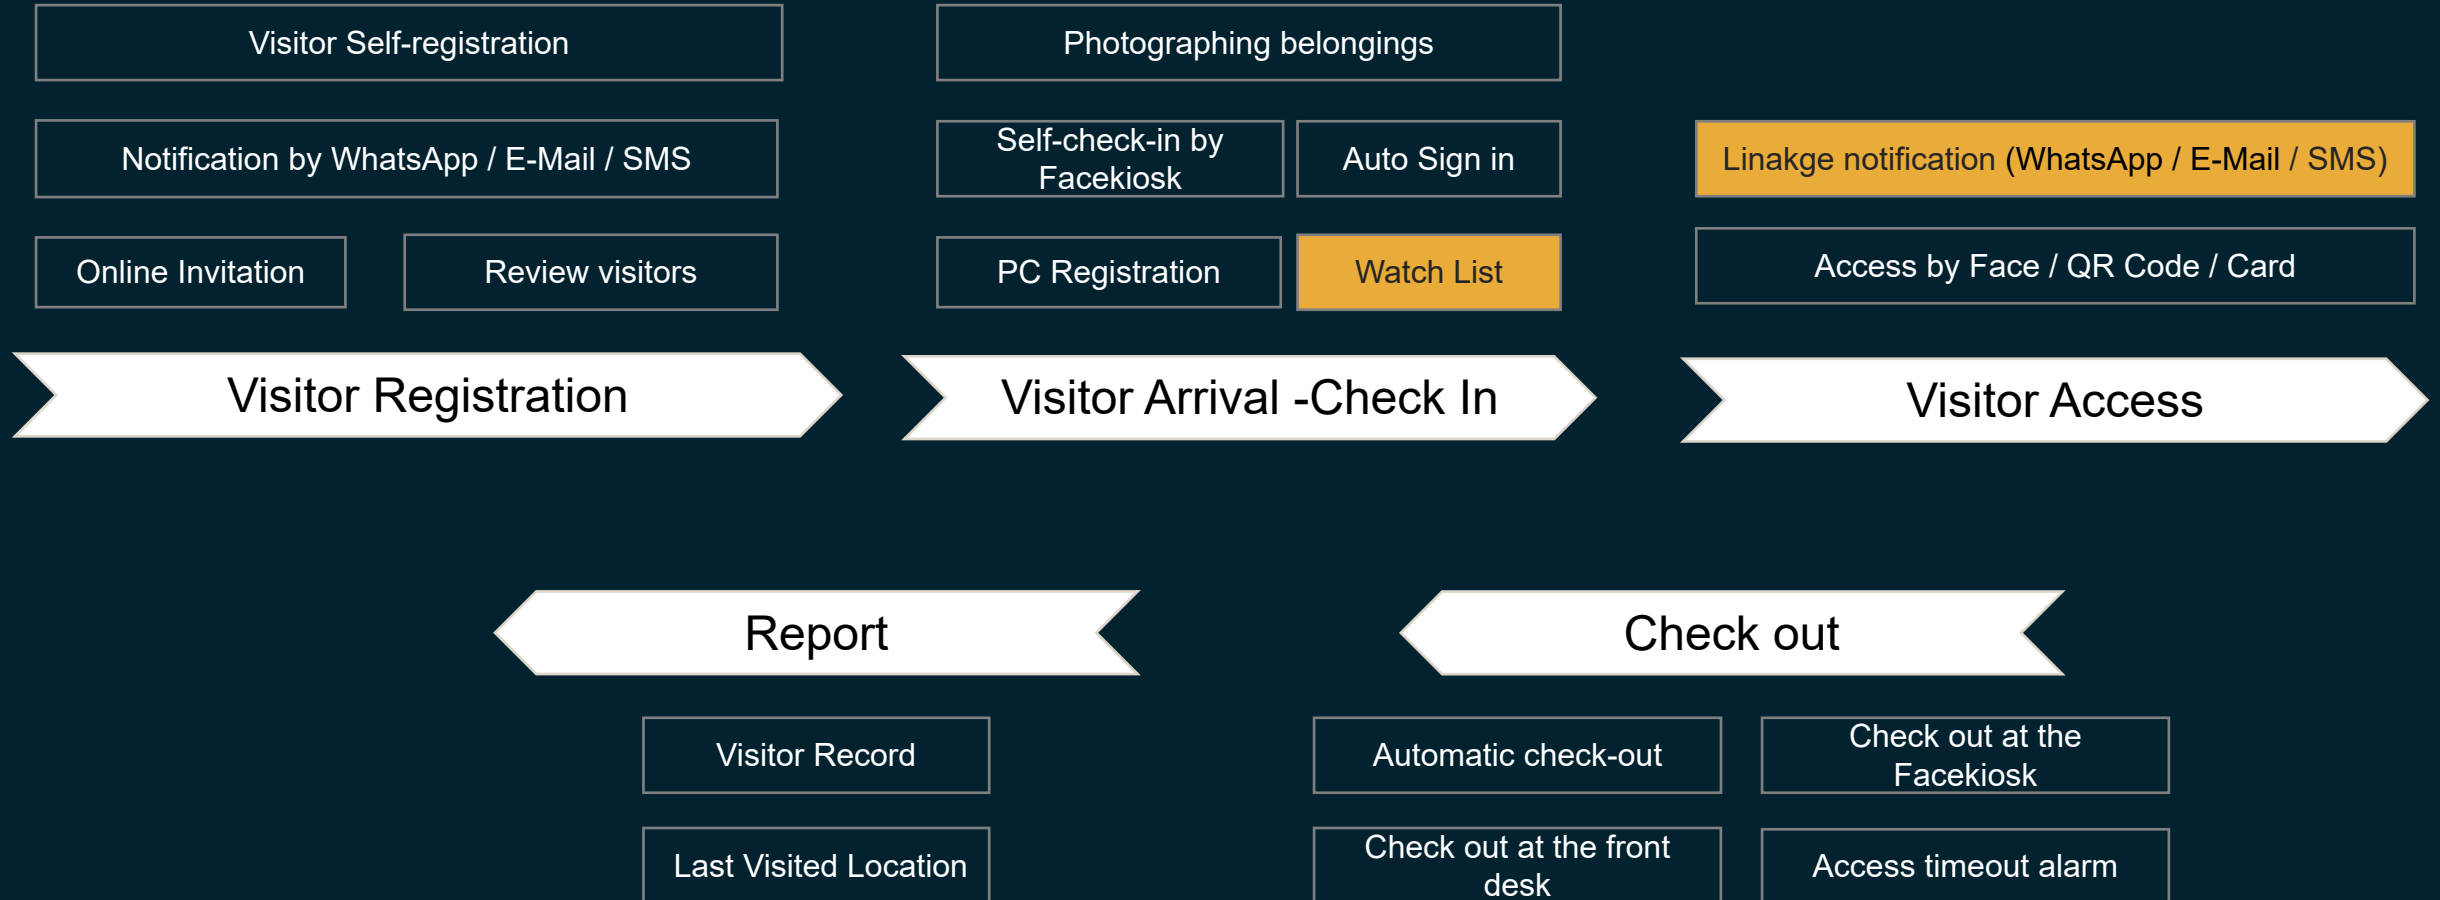 Visitor Self-registration
Photographing belongings
Notification by WhatsApp / E-Mail / SMS
Self-check-in by
Facekiosk
Auto Sign in
Linakge notification (WhatsApp / E-Mail / SMS)
Online Invitation
Review visitors
PC Registration
Watch List
Access by Face / QR Code / Card
Visitor Registration
Visitor Arrival -Check In
Visitor Access
Report
Check out
Visitor Record
Automatic check-out
Check out at the
Facekiosk
Last Visited Location
Check out at the front
desk
Access timeout alarm